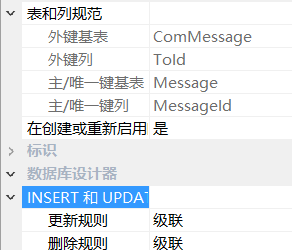 表和列规范
外键基表 ComMessage
外键列 ToId
主/唯一键基表 Message
主/唯一键列 MessageId
在创建或重新启用 是
标识
数据库设计器
INSERT 和 UPDAT
更新规则 级联
删除规则 级联